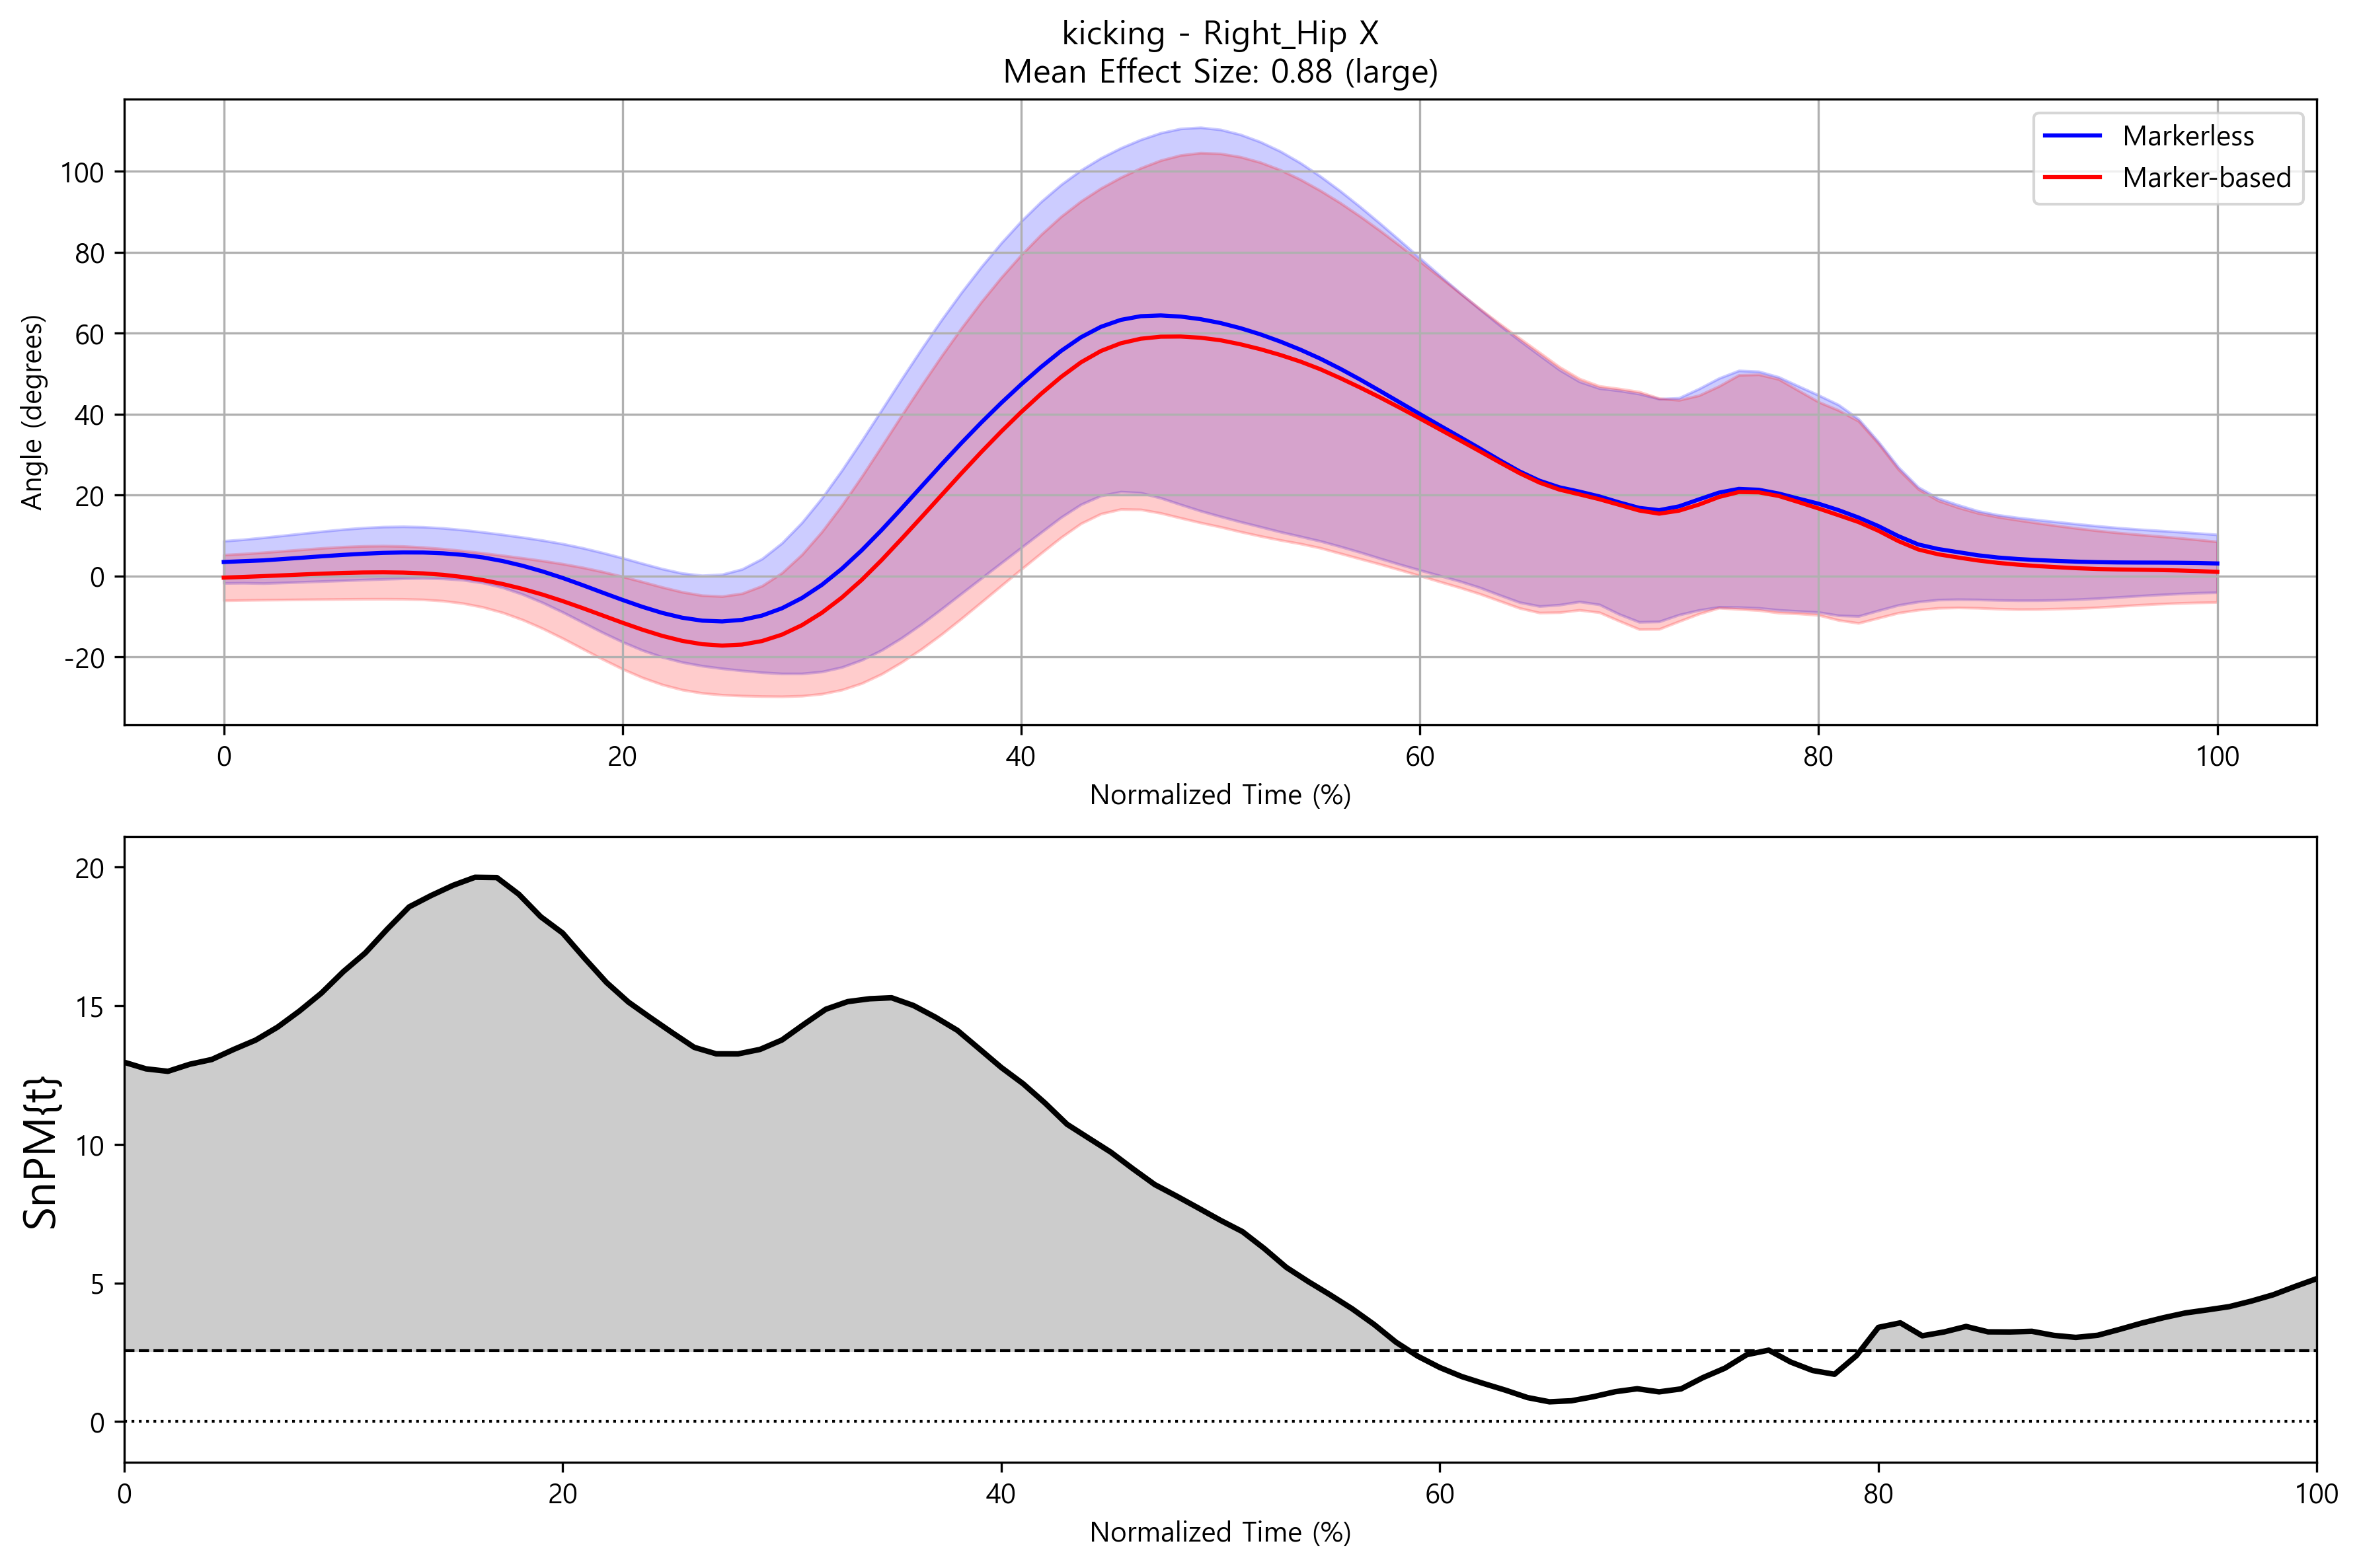 kicking - Right_Hip X
Mean Effect Size: 0.88 (large)
Markerless
Marker-based
Angle (degrees)
100
80
60
40
20
0
-20
0 20 40 60 80 100
Normalized Time (%)
SnPM{t}
20
15
10
5
0
0 20 40 60 80 100
Normalized Time (%)